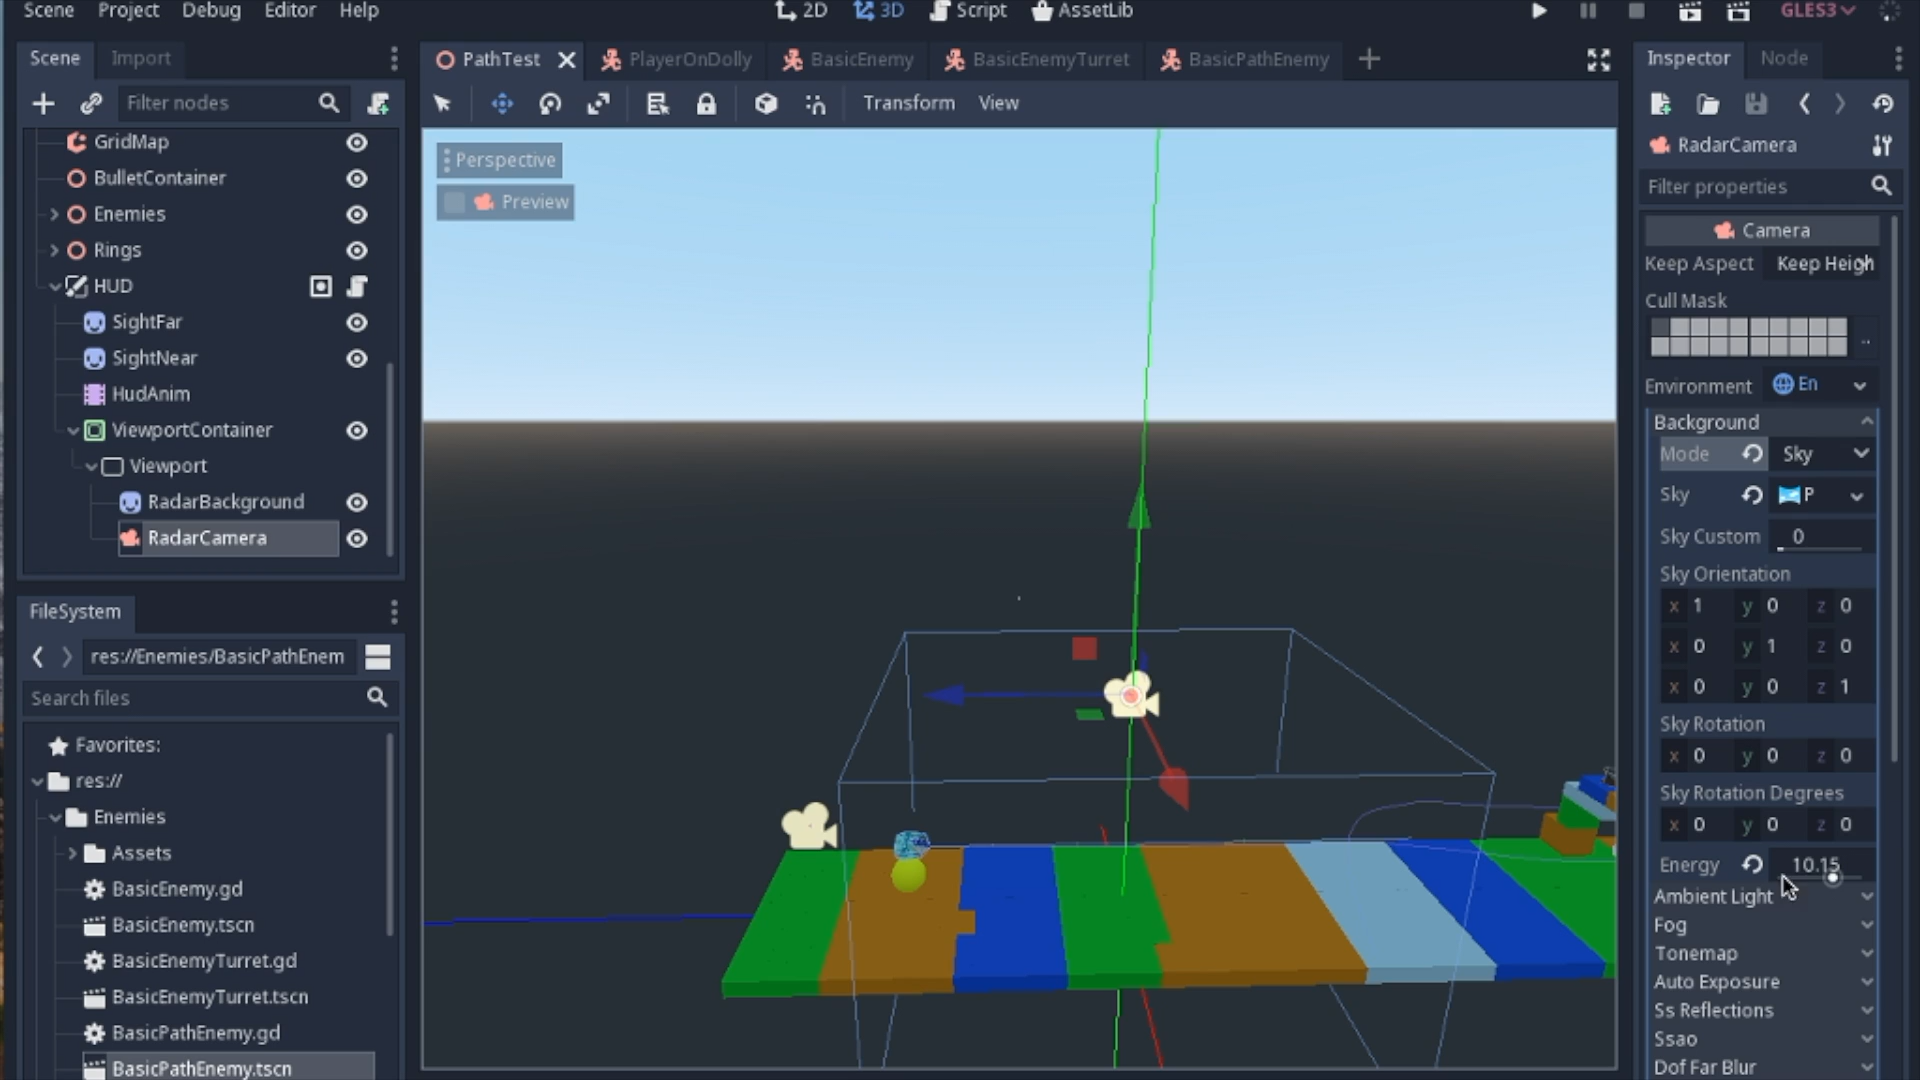 Scene Project Debug Editor Help
2D 3D Script AssetLib
GLES3
Scene Import
Filter nodes
GridMap
BulletContainer
Enemies
Rings
HUD
SightFar
SightNear
HudAnim
ViewportContainer
Viewport
RadarBackground
RadarCamera
FileSystem
res://Enemies/BasicPathEnem
Search files
Favorites:
res://
Enemies
Assets
BasicEnemy.gd
BasicEnemy.tscn
BasicEnemyTurret.gd
BasicEnemyTurret.tscn
BasicPathEnemy.gd
BasicPathEnemy.tscn
PathTest PlayerOnDolly BasicEnemy BasicEnemyTurret BasicPathEnemy
Transform View
Perspective
Preview
Inspector Node
RadarCamera
Filter properties
Camera
Keep Aspect Keep Heigh
Cull Mask
..
Environment En
Background
Mode Sky
Sky P
Sky Custom 0
Sky Orientation
x 1 y 0 z 0
x 0 y 1 z 0
x 0 y 0 z 1
Sky Rotation
x 0 y 0 z 0
Sky Rotation Degrees
x 0 y 0 z 0
Energy 10.15
Ambient Light
Fog
Tonemap
Auto Exposure
Ss Reflections
Ssao
Dof Far Blur